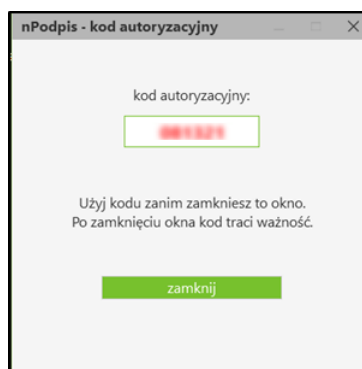 nPodpis - kod autoryzacyjny
kod autoryzacyjny:
Użyj kodu zanim zamkniesz to okno.
Po zamknięciu okna kod traci ważność.
zamknij